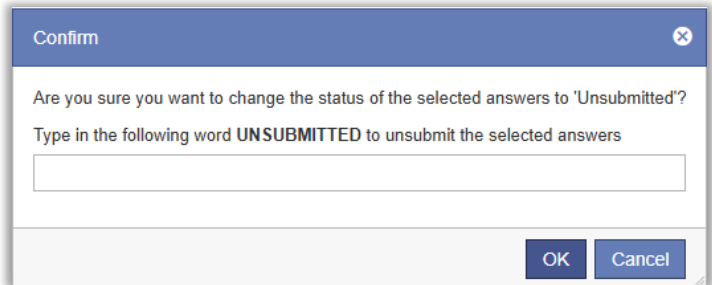 Confirm
Are you sure you want to change the status of the selected answers to 'Unsubmitted'?
Type in the following word UNSUBMITTED to unsubmit the selected answers
OK Cancel